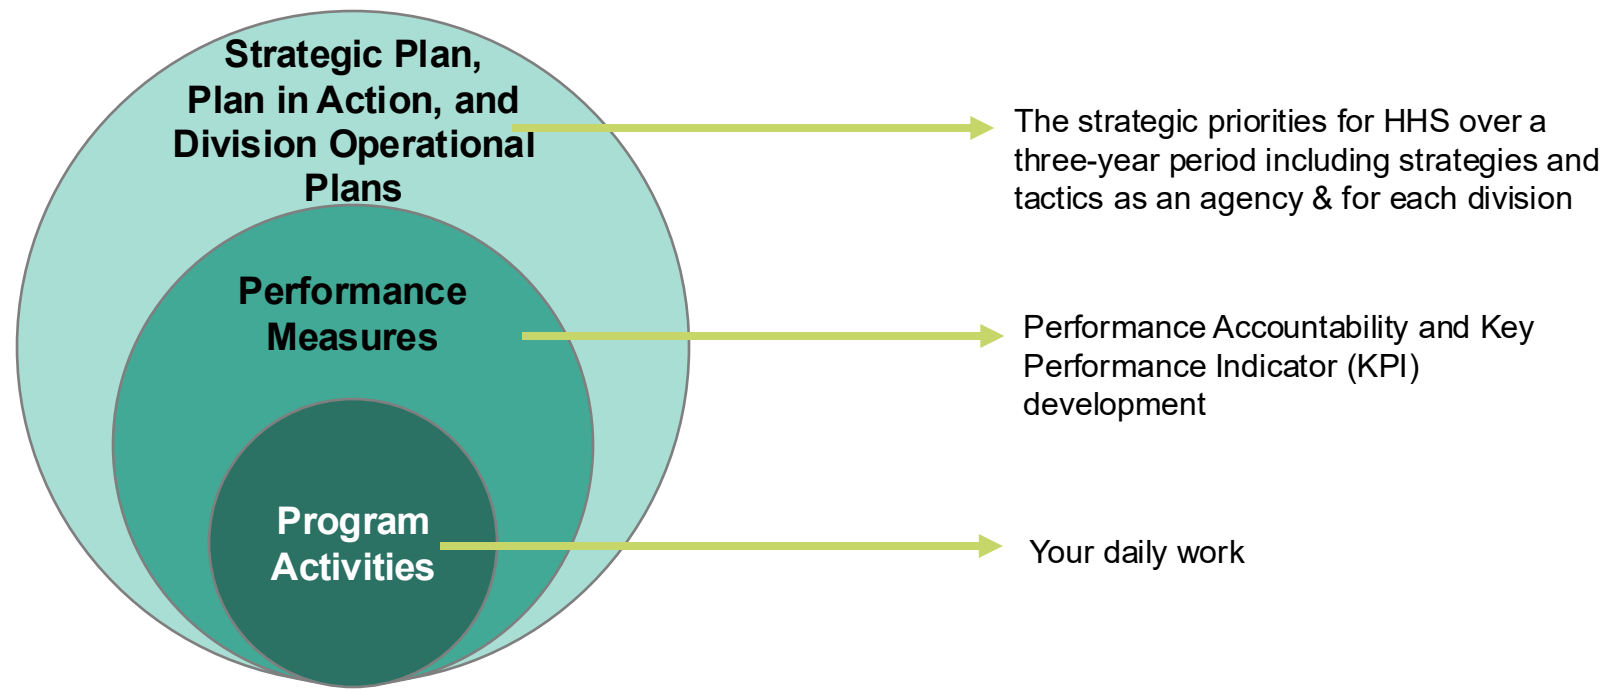 Strategic Plan,
Plan in Action, and
Division Operational
Plans
The strategic priorities for HHS over a
three-year period including strategies and
tactics as an agency & for each division
Performance
Measures
Performance Accountability and Key
Performance Indicator (KPI)
development
Program
Activities
Your daily work